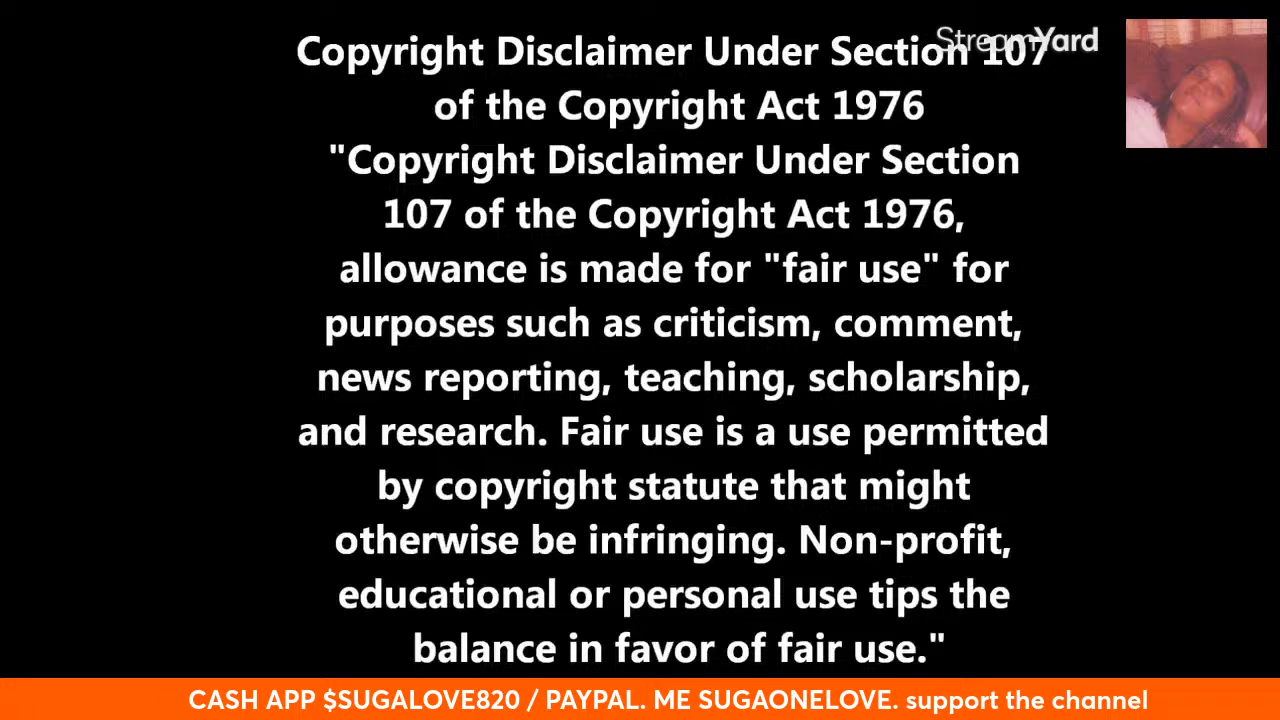 StreamYard
Copyright Disclaimer Under Section 107
of the Copyright Act 1976
"Copyright Disclaimer Under Section
107 of the Copyright Act 1976,
allowance is made for "fair use" for
purposes such as criticism, comment,
news reporting, teaching, scholarship,
and research. Fair use is a use permitted
by copyright statute that might
otherwise be infringing. Non-profit,
educational or personal use tips the
balance in favor of fair use."
CASH APP $SUGALOVE820 / PAYPAL. ME SUGAONELOVE. support the channel